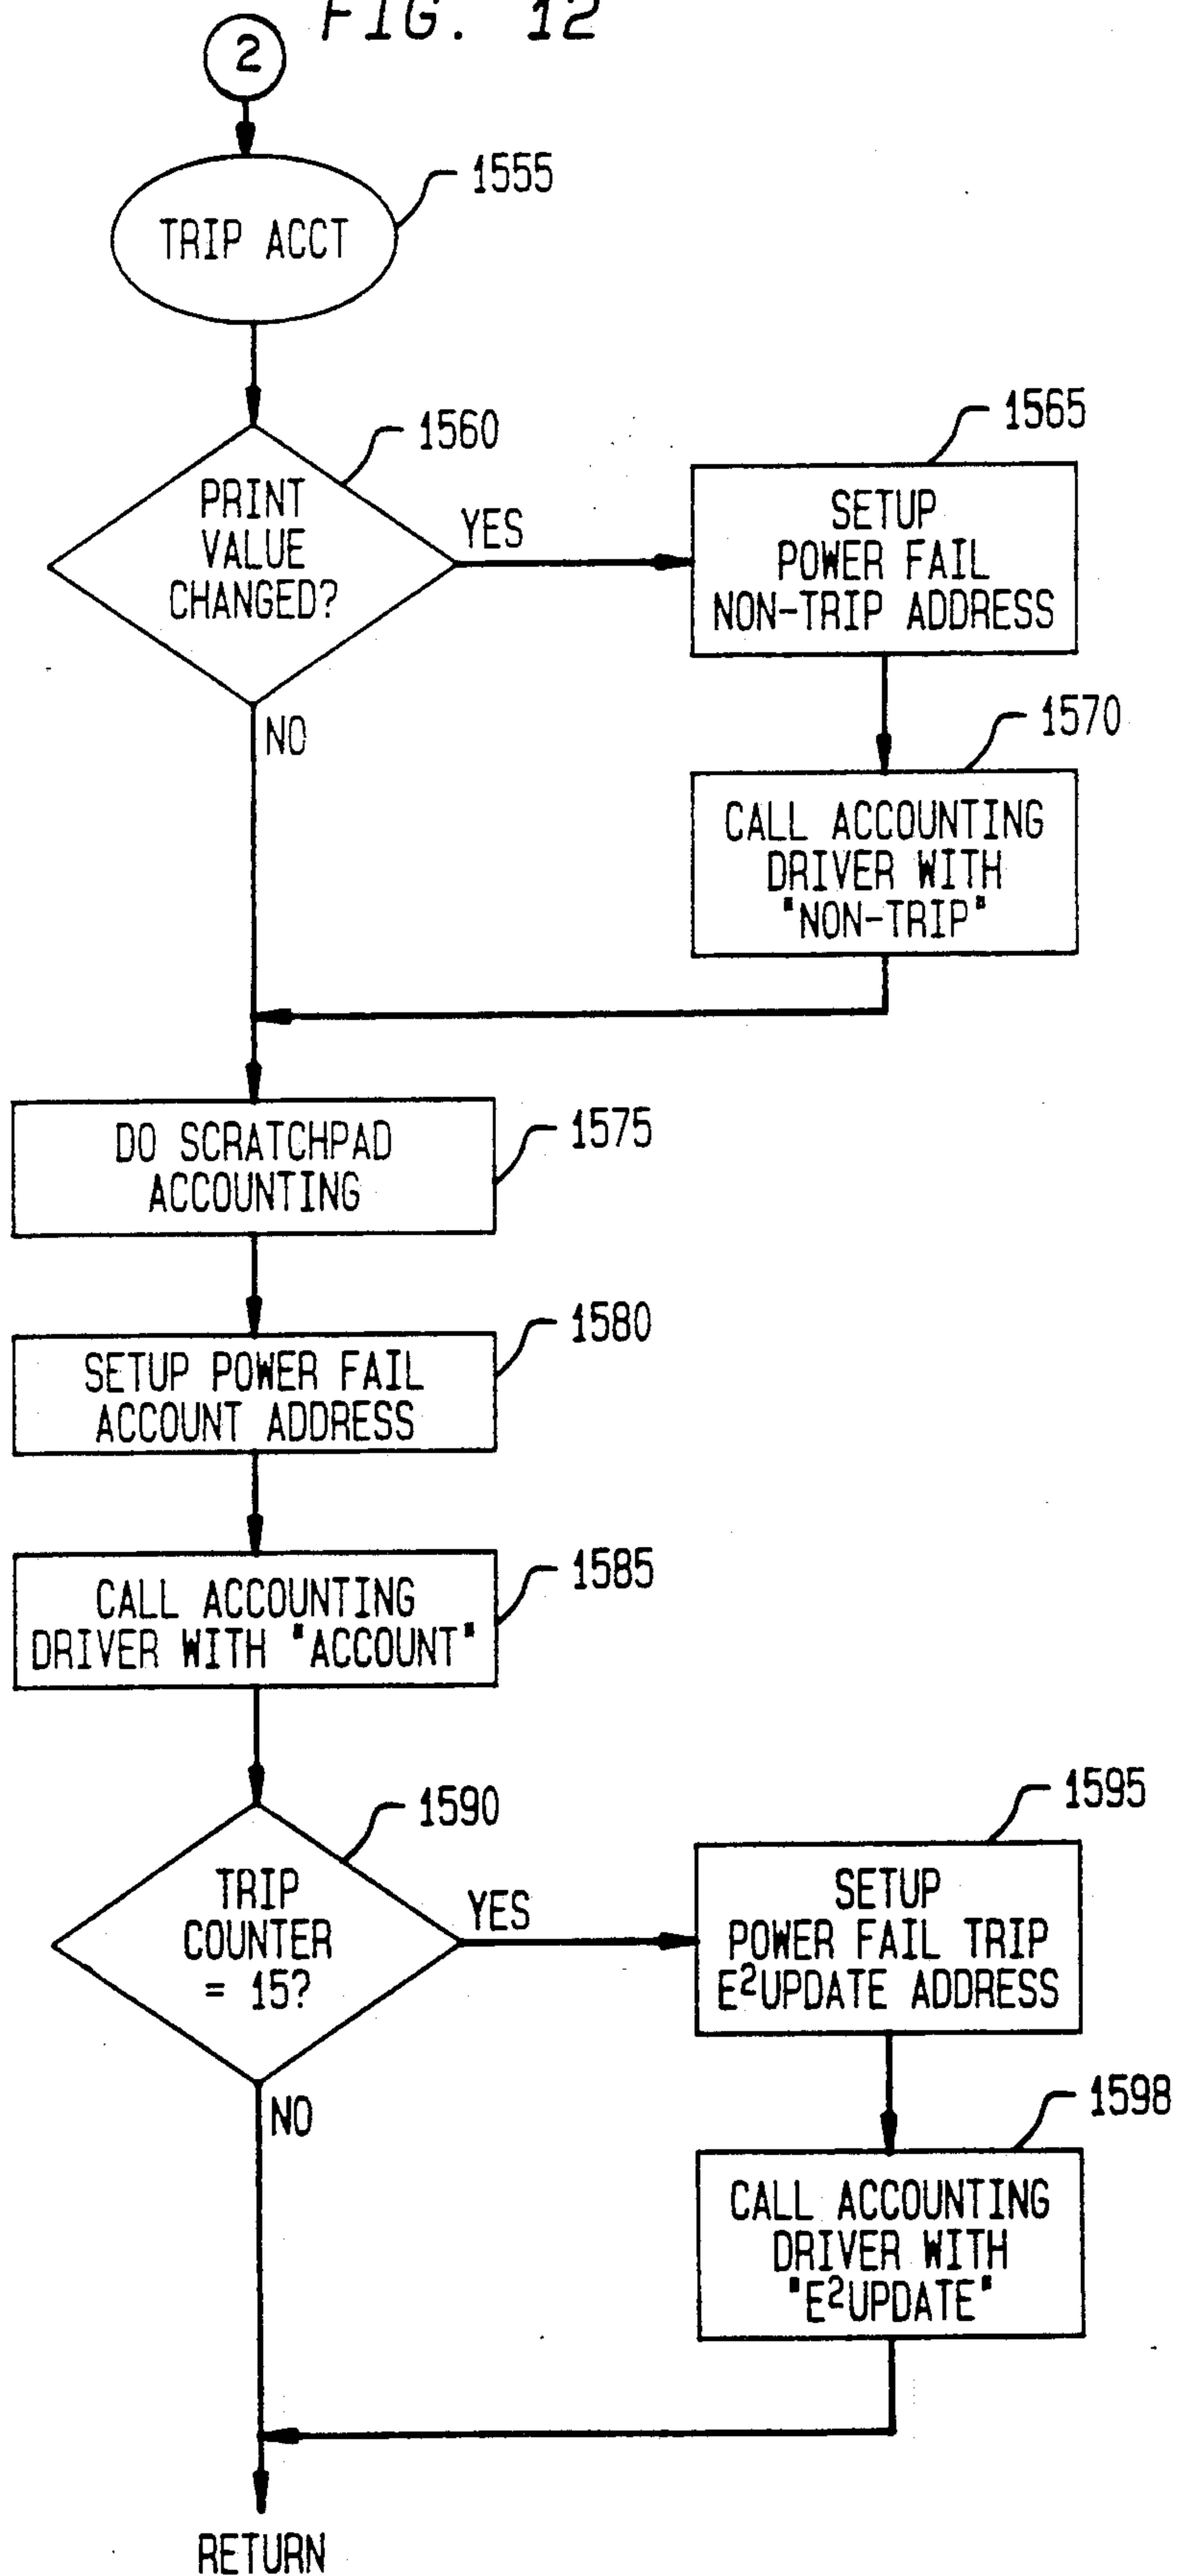 FIG. 12
2
TRIP ACCT
1555
PRINT
VALUE
CHANGED?
1560
YES
NO
SETUP
POWER FAIL
NON-TRIP ADDRESS
1565
CALL ACCOUNTING
DRIVER WITH
"NON-TRIP"
1570
DO SCRATCHPAD
ACCOUNTING
1575
SETUP POWER FAIL
ACCOUNT ADDRESS
1580
CALL ACCOUNTING
DRIVER WITH "ACCOUNT"
1585
TRIP
COUNTER
= 15?
1590
YES
NO
SETUP
POWER FAIL TRIP
E²UPDATE ADDRESS
1595
CALL ACCOUNTING
DRIVER WITH
"E²UPDATE"
1598
RETURN